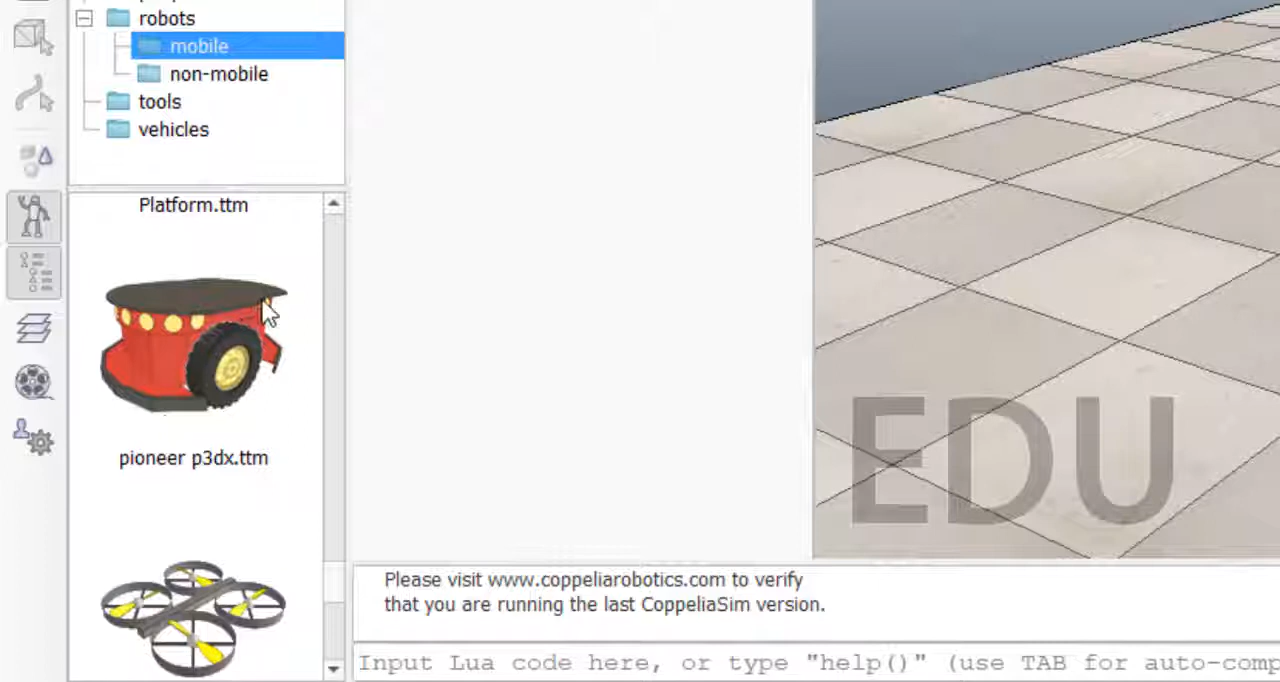 robots
mobile
non-mobile
tools
vehicles
Platform.ttm
pioneer p3dx.ttm
EDU
Please visit www.coppeliarobotics.com to verify
that you are running the last CoppeliaSim version.
Input Lua code here, or type "help()" (use TAB for auto-comp